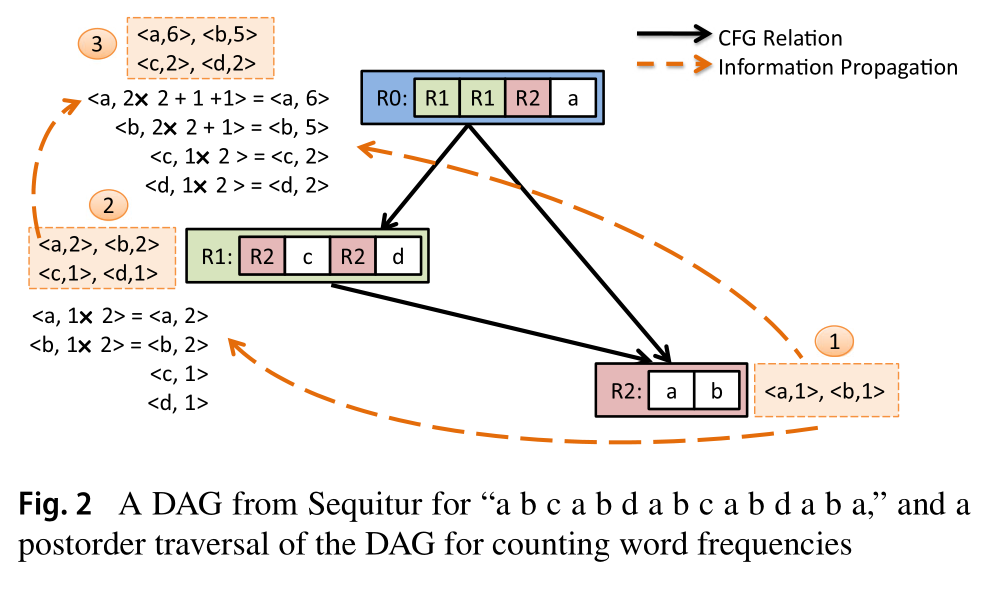 3
<a,6>, <b,5>
<c,2>, <d,2>
CFG Relation
Information Propagation
<a, 2× 2 + 1 +1> = <a, 6>
<b, 2× 2 + 1> = <b, 5>
<c, 1× 2 > = <c, 2>
<d, 1× 2 > = <d, 2>
R0: R1 R1 R2 a
2
<a,2>, <b,2>
<c,1>, <d,1>
R1: R2 c R2 d
<a, 1× 2> = <a, 2>
<b, 1× 2> = <b, 2>
<c, 1>
<d, 1>
1
R2: a b
<a,1>, <b,1>
Fig. 2 A DAG from Sequitur for “a b c a b d a b c a b d a b a,” and a
postorder traversal of the DAG for counting word frequencies